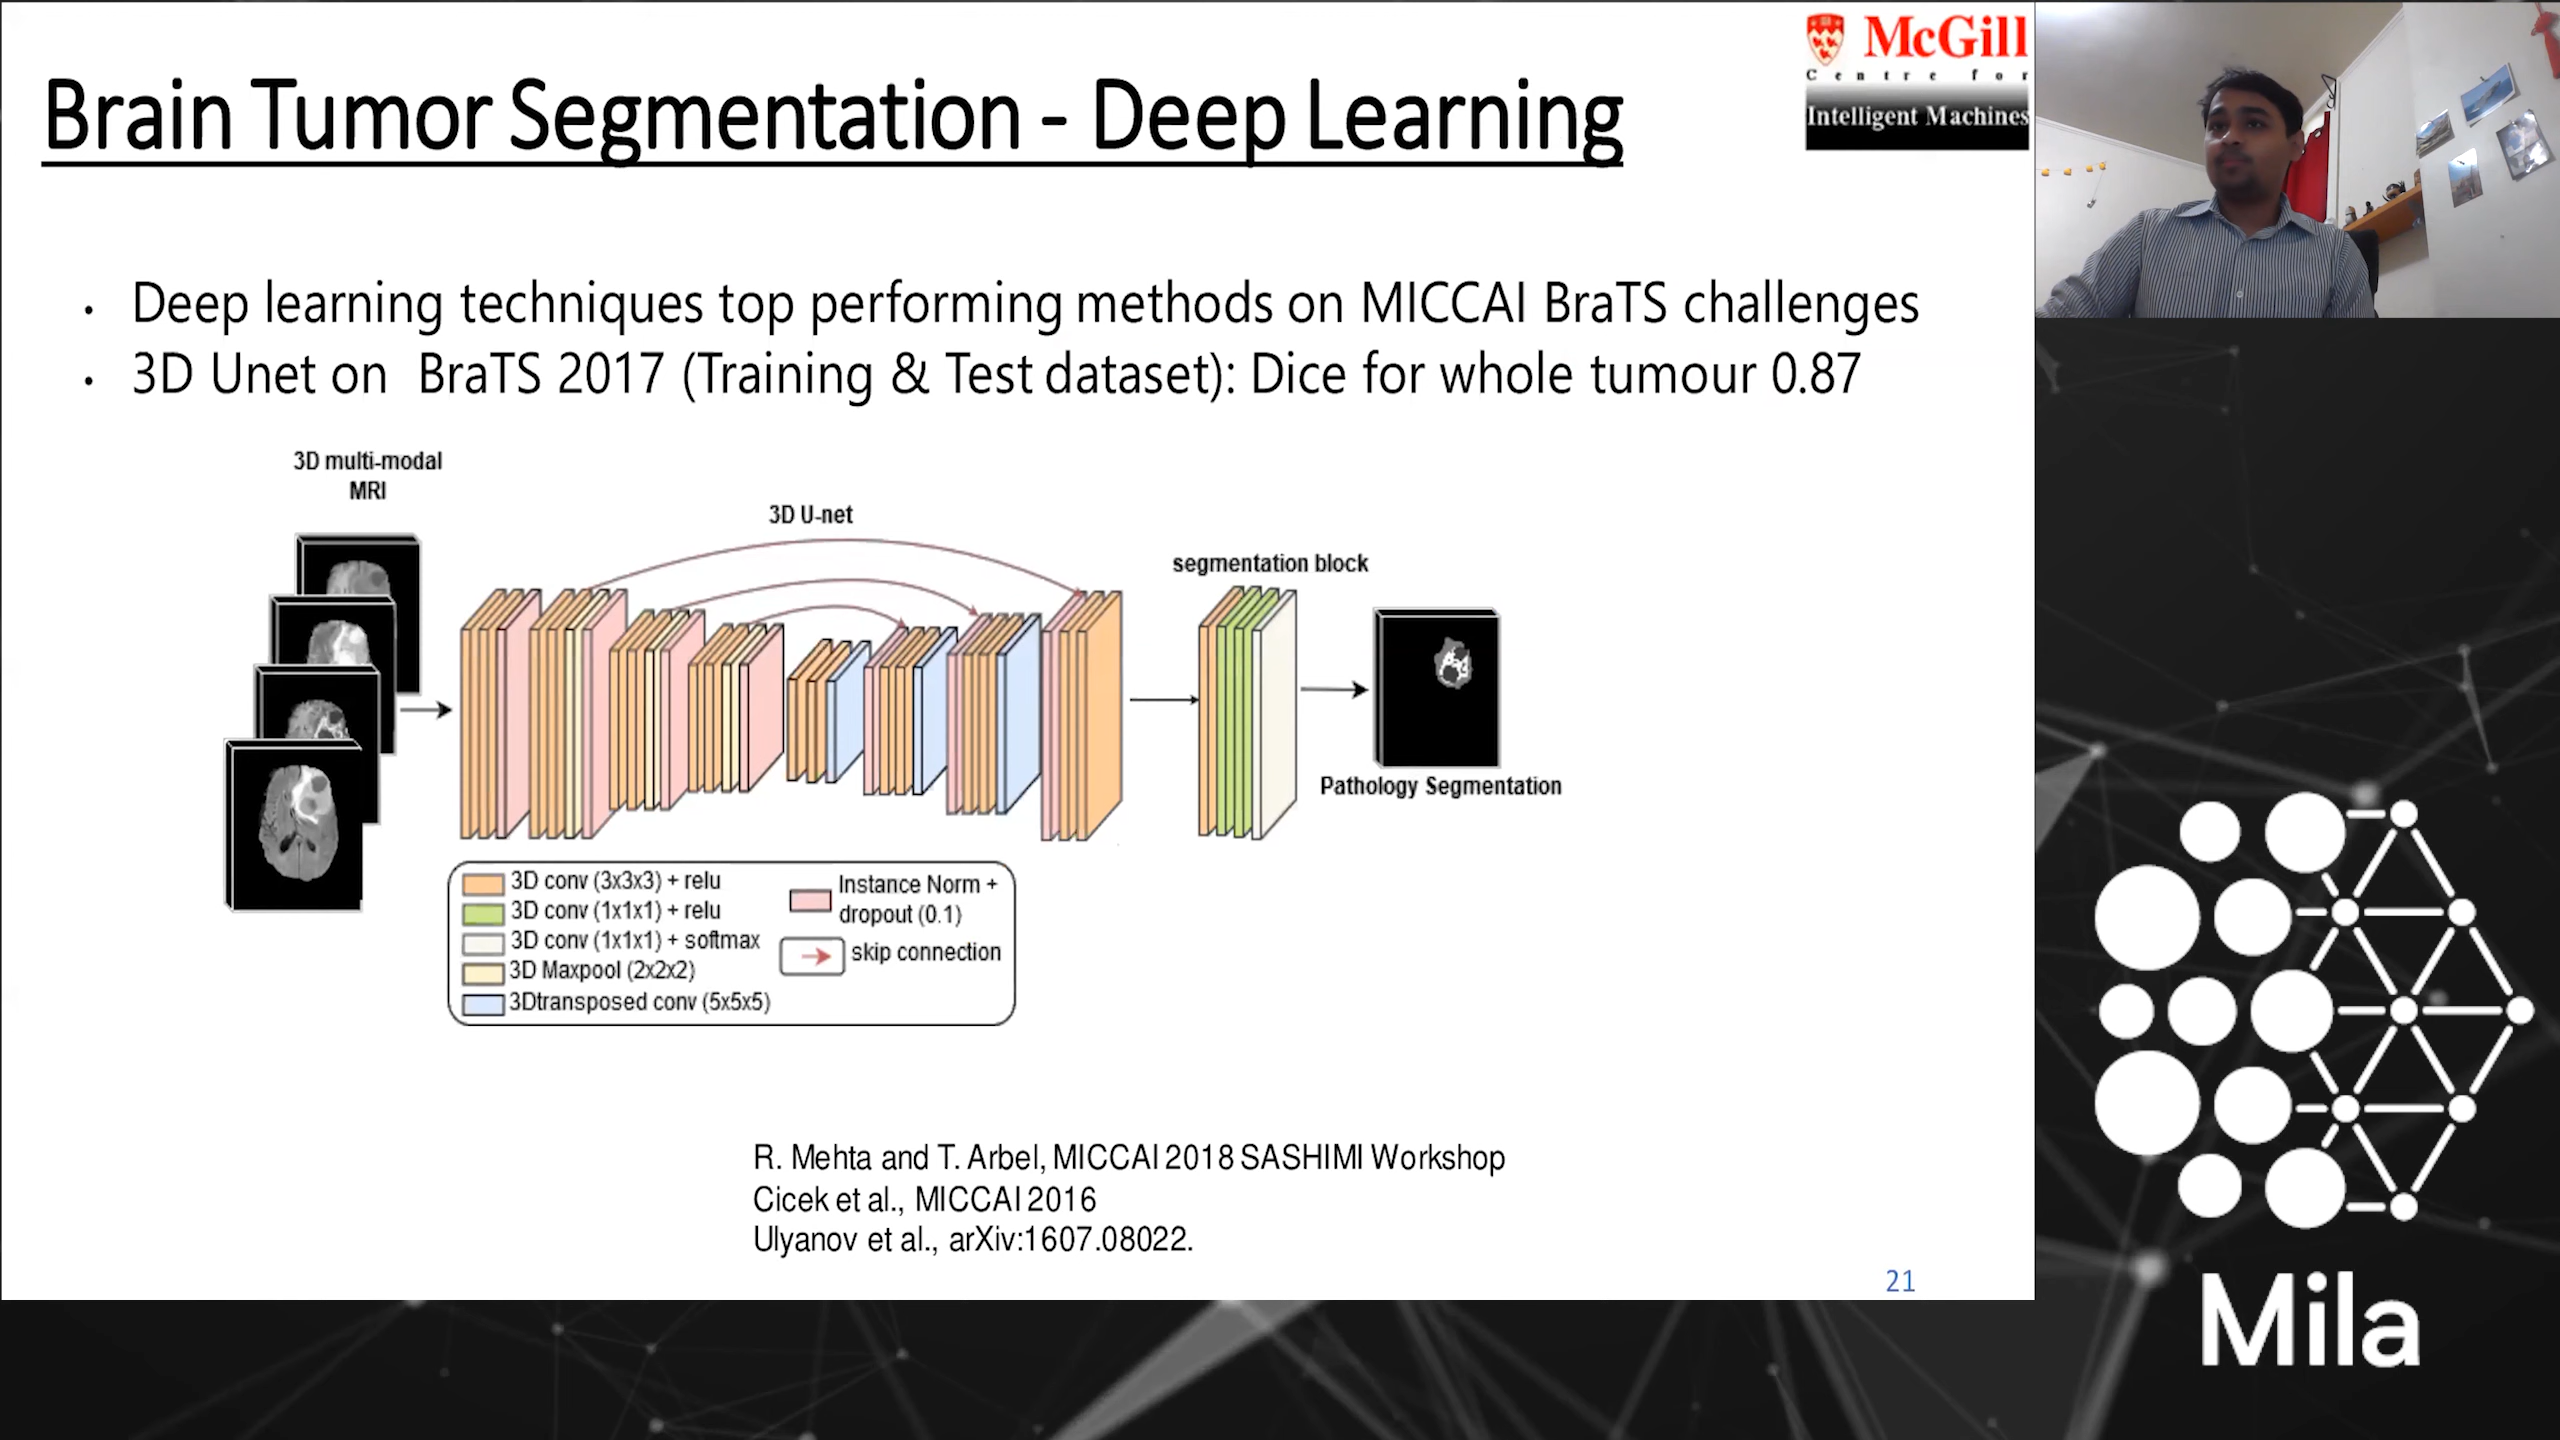 McGill
Centre for
Intelligent Machines
Brain Tumor Segmentation - Deep Learning
• Deep learning techniques top performing methods on MICCAI BraTS challenges
• 3D Unet on BraTS 2017 (Training & Test dataset): Dice for whole tumour 0.87
3D multi-modal
MRI
3D U-net
segmentation block
Pathology Segmentation
3D conv (3x3x3) + relu
3D conv (1x1x1) + relu
3D conv (1x1x1) + softmax
3D Maxpool (2x2x2)
3Dtransposed conv (5x5x5)
Instance Norm +
dropout (0.1)
skip connection
R. Mehta and T. Arbel, MICCAI 2018 SASHIMI Workshop
Cicek et al., MICCAI 2016
Ulyanov et al., arXiv:1607.08022.
21
Mila